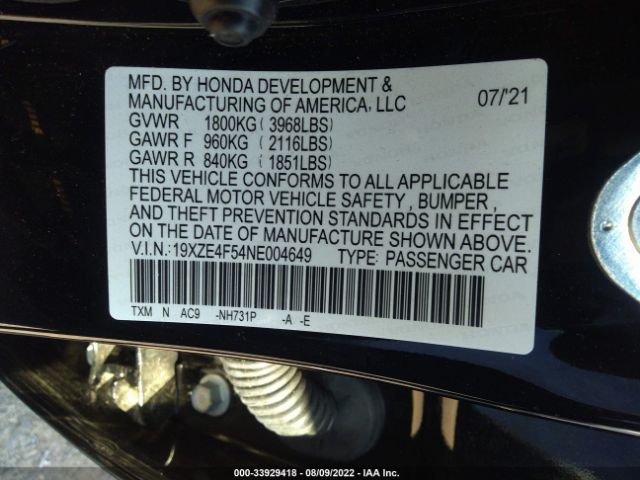 MFD. BY HONDA DEVELOPMENT &
MANUFACTURING OF AMERICA, LLC 07/'21
GVWR 1800KG ( 3968LBS)
GAWR F 960KG ( 2116LBS)
GAWR R 840KG ( 1851LBS)
THIS VEHICLE CONFORMS TO ALL APPLICABLE
FEDERAL MOTOR VEHICLE SAFETY , BUMPER ,
AND THEFT PREVENTION STANDARDS IN EFFECT
ON THE DATE OF MANUFACTURE SHOWN ABOVE.
V.I.N.:19XZE4F54NE004649 TYPE: PASSENGER CAR
TXM N AC9 -NH731P -A -E
000-33929418 - 08/09/2022 - IAA Inc.